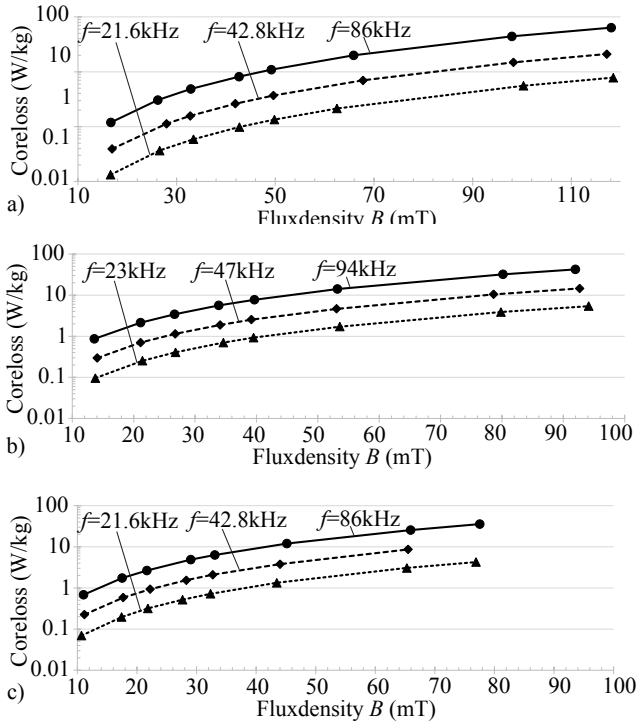 100
f=21.6kHz f=42.8kHz f=86kHz
10
1
0.1
0.01
Coreloss (W/kg)
10 30 50 70 90 110
a)
Fluxdensity B (mT)
100
f=23kHz f=47kHz f=94kHz
10
1
0.1
0.01
Coreloss (W/kg)
10 20 30 40 50 60 70 80 90 100
b)
Fluxdensity B (mT)
100
f=21.6kHz f=42.8kHz f=86kHz
10
1
0.1
0.01
Coreloss (W/kg)
10 20 30 40 50 60 70 80 90 100
c)
Fluxdensity B (mT)